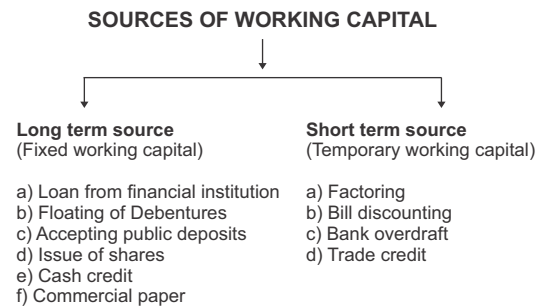 SOURCES OF WORKING CAPITAL
Long term source
(Fixed working capital)
a) Loan from financial institution
b) Floating of Debentures
c) Accepting public deposits
d) Issue of shares
e) Cash credit
f) Commercial paper
Short term source
(Temporary working capital)
a) Factoring
b) Bill discounting
c) Bank overdraft
d) Trade credit